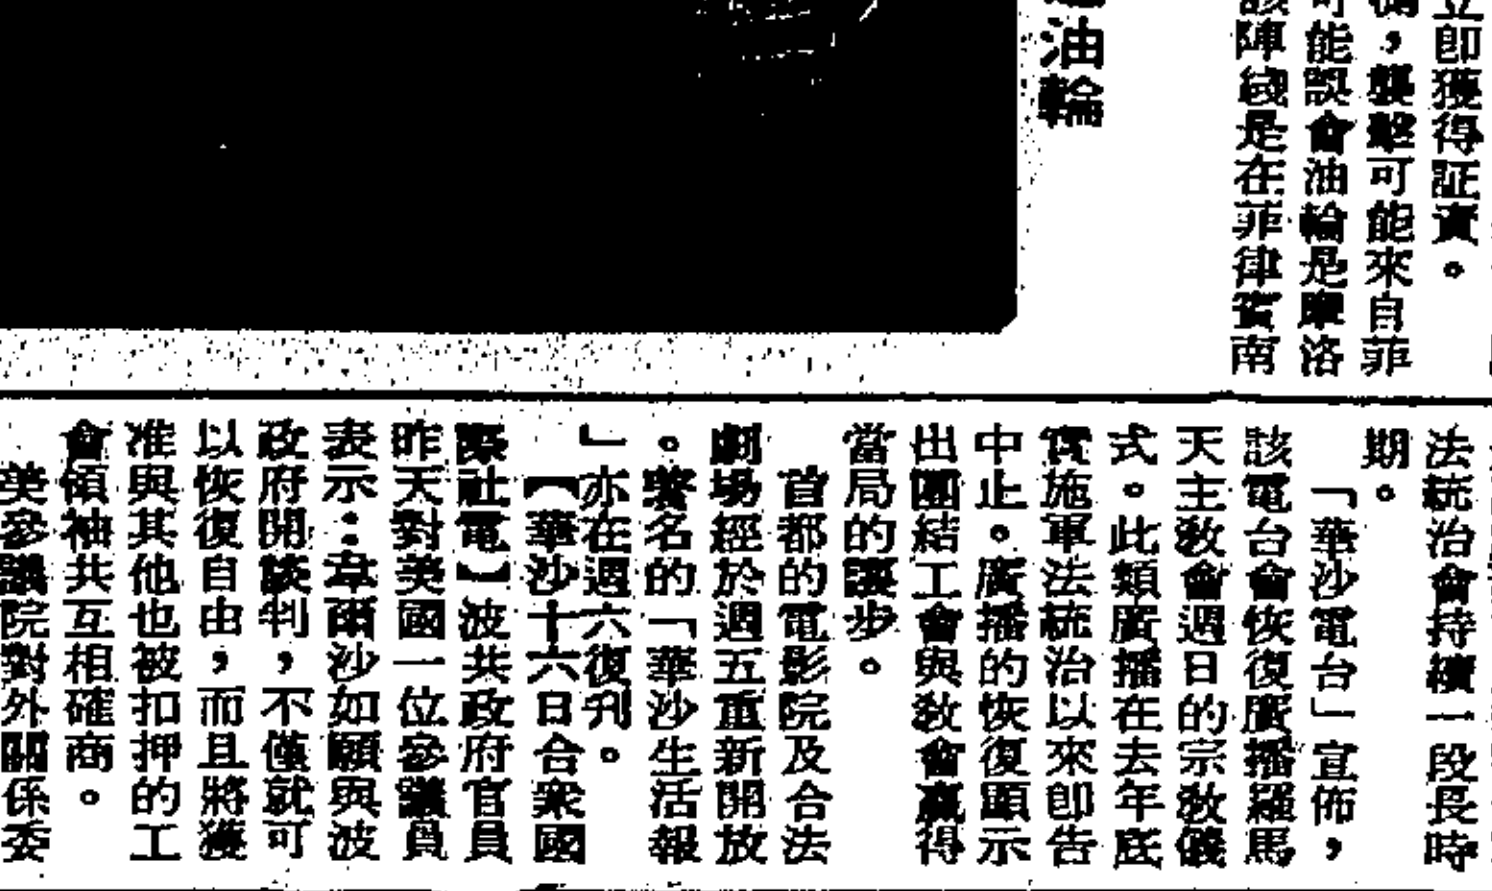 立即獲得証實。
，襲擊可能來自菲
可能誤會油輪是摩洛
該陣綫是在菲律賓南
油輪
法統治會持續一段長時
期。
「華沙電台」宣佈，
該電台會恢復廣播羅馬
天主敎會週日的宗敎儀
式。此類廣播在去年底
實施軍法統治以來卽告
中止。廣播的恢復顯示
出團結工會與敎會贏得
當局的讓步。
首都的電影院及合法
劇場經於週五重新開放
。著名的「華沙生活報
」亦在週六復刋。
【華沙十六日合衆國
際社電】波共政府官員
昨天對美國一位參議員
表示：韋爾沙如願與波
政府開談判，不僅就可
以恢復自由，而且將獲
准與其他也被扣押的工
會領袖共互相確商。
美參議院對外關係委